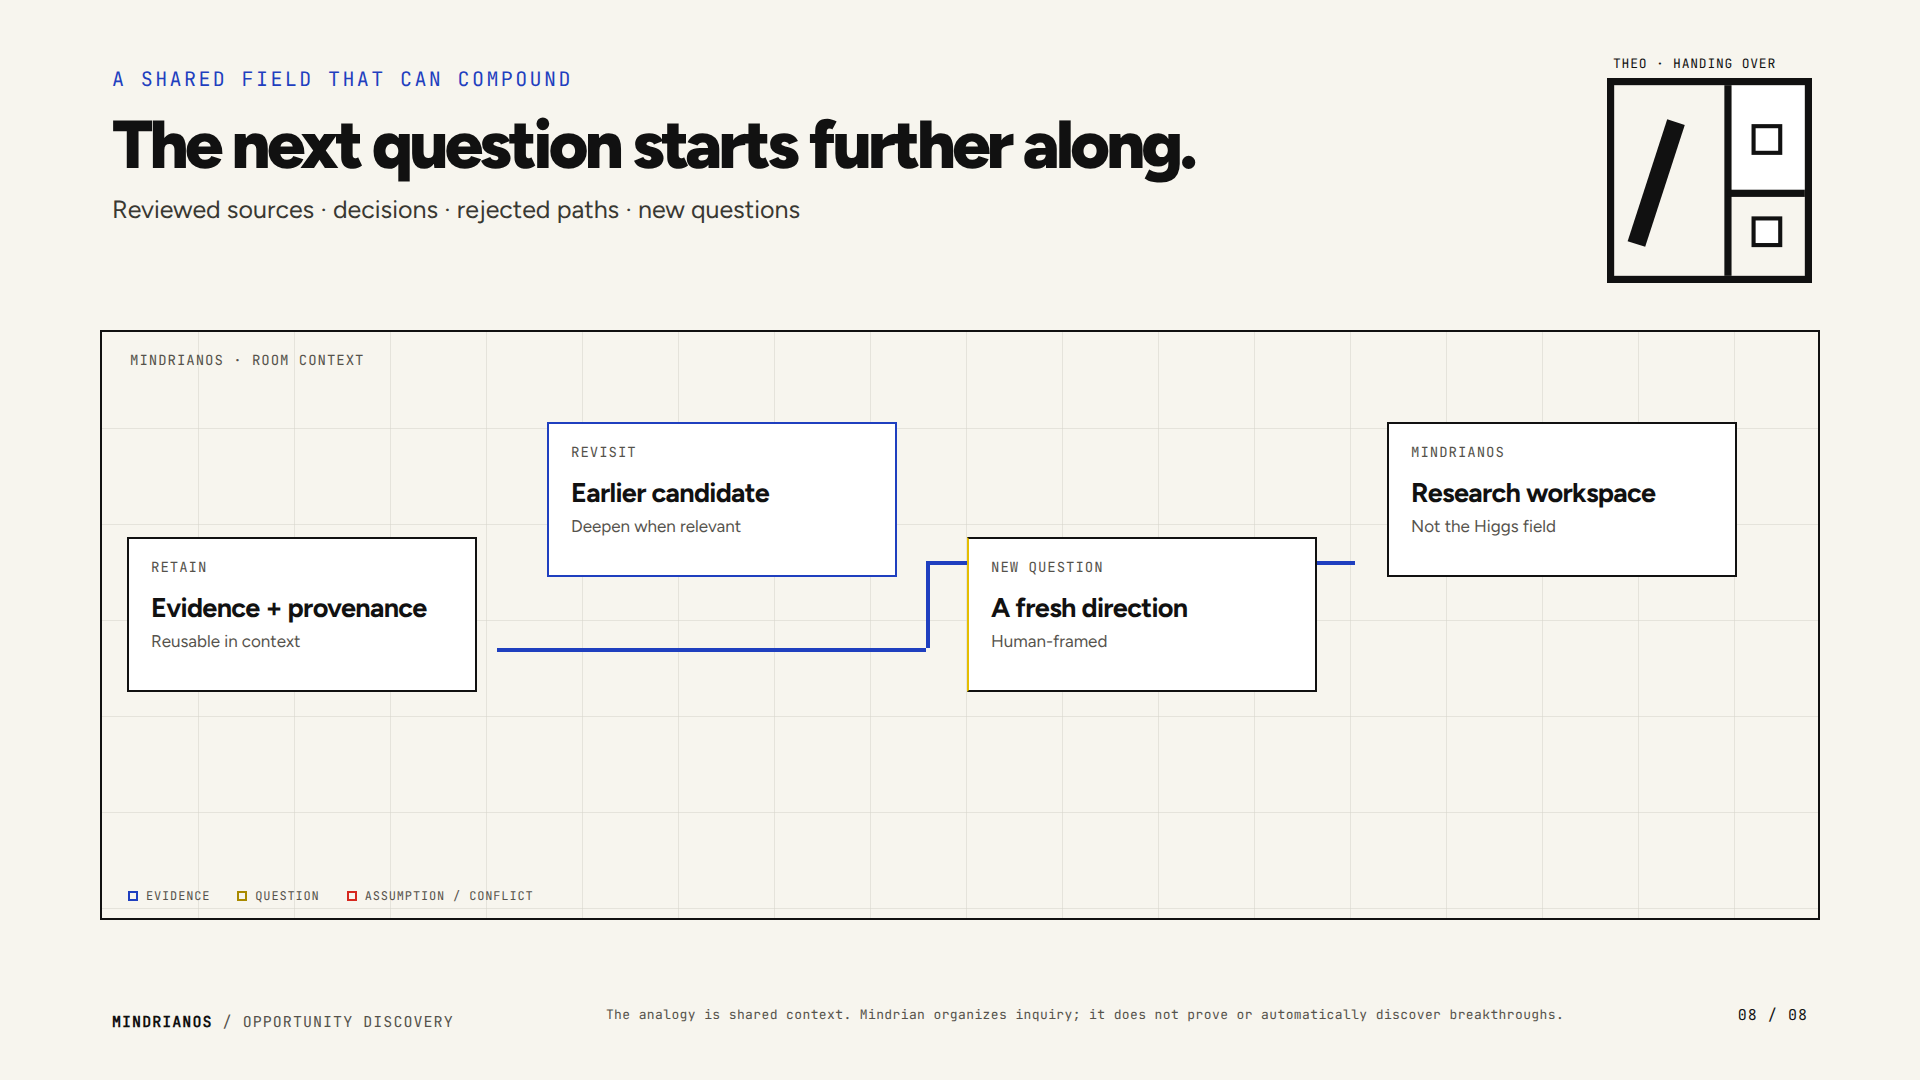 A SHARED FIELD THAT CAN COMPOUND
The next question starts further along.
Reviewed sources · decisions · rejected paths · new questions
THEO · HANDING OVER
MINDRIANOS · ROOM CONTEXT
RETAIN
Evidence + provenance
Reusable in context
REVISIT
Earlier candidate
Deepen when relevant
NEW QUESTION
A fresh direction
Human-framed
MINDRIANOS
Research workspace
Not the Higgs field
EVIDENCE
QUESTION
ASSUMPTION / CONFLICT
MINDRIANOS / OPPORTUNITY DISCOVERY
The analogy is shared context. Mindrian organizes inquiry; it does not prove or automatically discover breakthroughs.
08 / 08